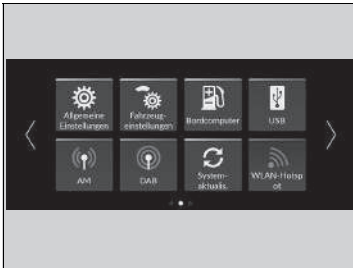 Allgemeine
Einstellungen
Fahrzeug-
einstellungen
Bordcomputer
USB
AM
DAB
System-
aktualis.
WLAN-Hotsp
ot